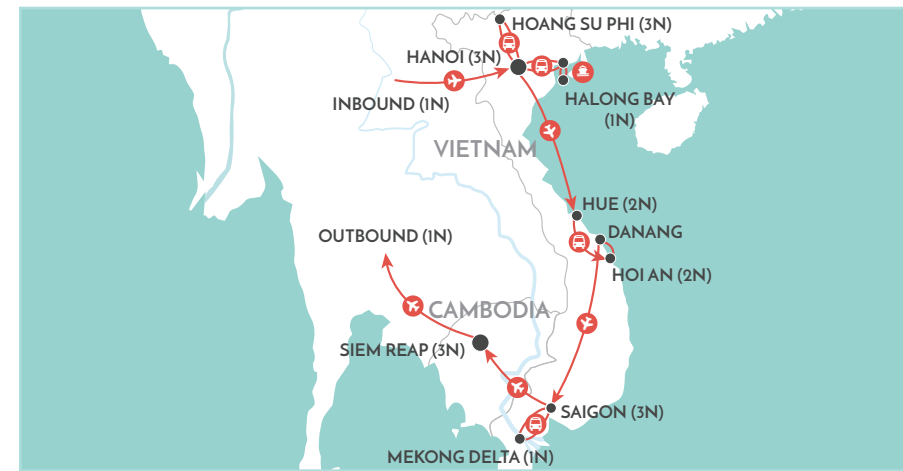 HOANG SU PHI (3N)
HANOI (3N)
INBOUND (1N)
HALONG BAY
(1N)
VIETNAM
HUE (2N)
DANANG
OUTBOUND (1N)
HOI AN (2N)
CAMBODIA
SIEM REAP (3N)
SAIGON (3N)
MEKONG DELTA (1N)